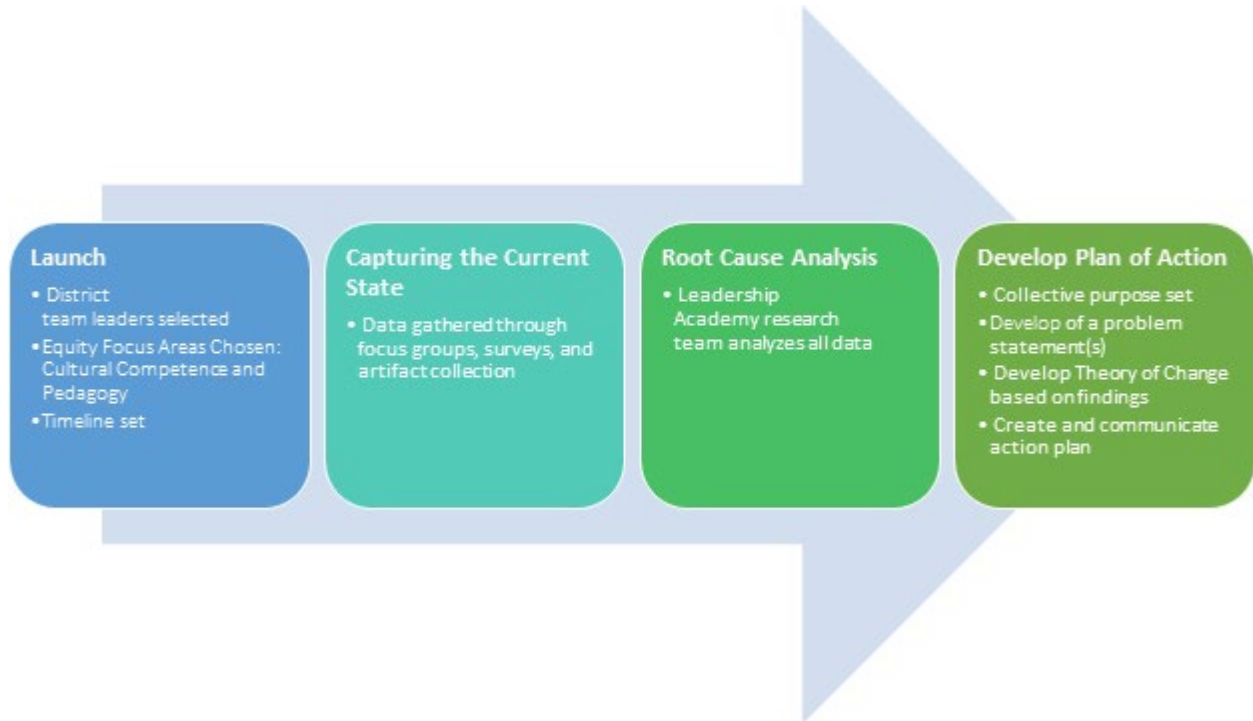 Launch
• District
team leaders selected
•Equity Focus Areas Chosen:
Cultural Competence and
Pedagogy
•Timeline set
Capturing the Current
State
• Data gathered through
focus groups, surveys, and
artifact collection
Root Cause Analysis
• Leadership
Academy research
team analyzes all data
Develop Plan of Action
• Collective purpose set
•Develop of a problem
statement(s)
• Develop Theory of Change
based on findings
• Create and communicate
action plan